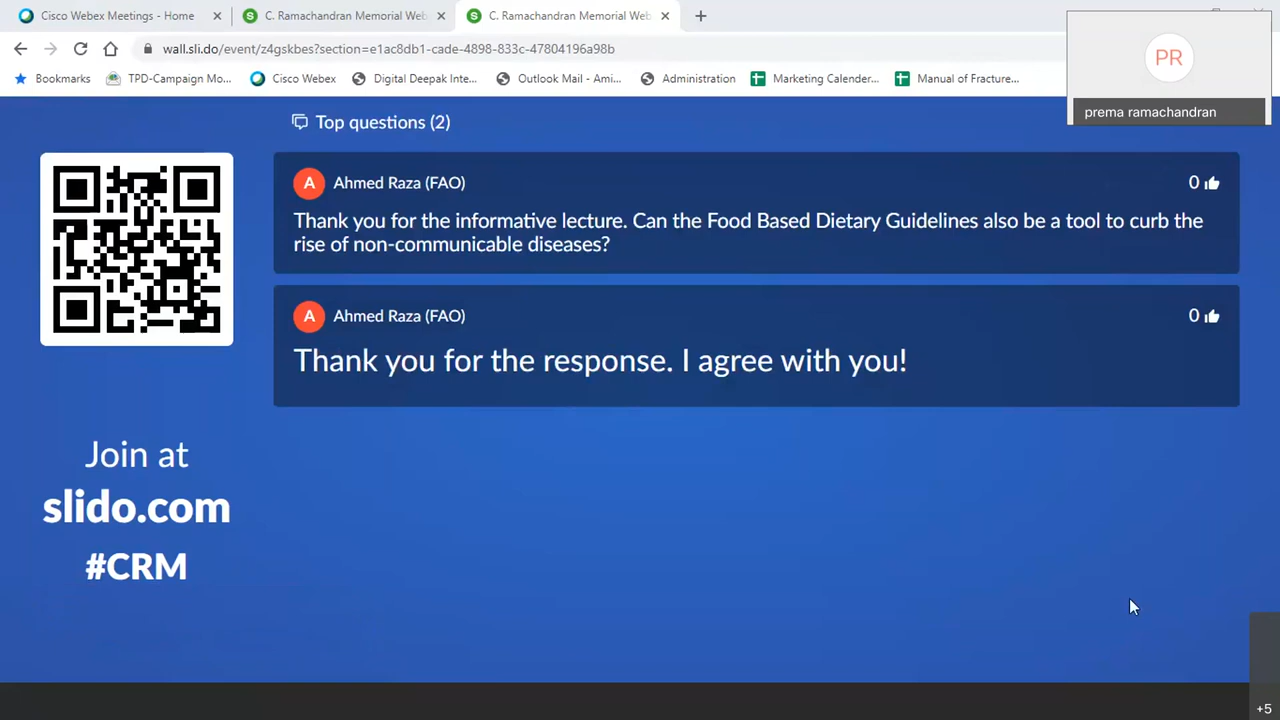 Cisco Webex Meetings - Home
C. Ramachandran Memorial Web
C. Ramachandran Memorial Web
wall.sli.do/event/z4gskbes?section=e1ac8db1-cade-4898-833c-47804196a98b
Bookmarks
TPD-Campaign Mo...
Cisco Webex
Digital Deepak Inte...
Outlook Mail - Ami...
Administration
Marketing Calender...
Manual of Fracture...
PR
prema ramachandran
Top questions (2)
A Ahmed Raza (FAO) 0
Thank you for the informative lecture. Can the Food Based Dietary Guidelines also be a tool to curb the
rise of non-communicable diseases?
A Ahmed Raza (FAO) 0
Thank you for the response. I agree with you!
Join at
slido.com
#CRM
+5